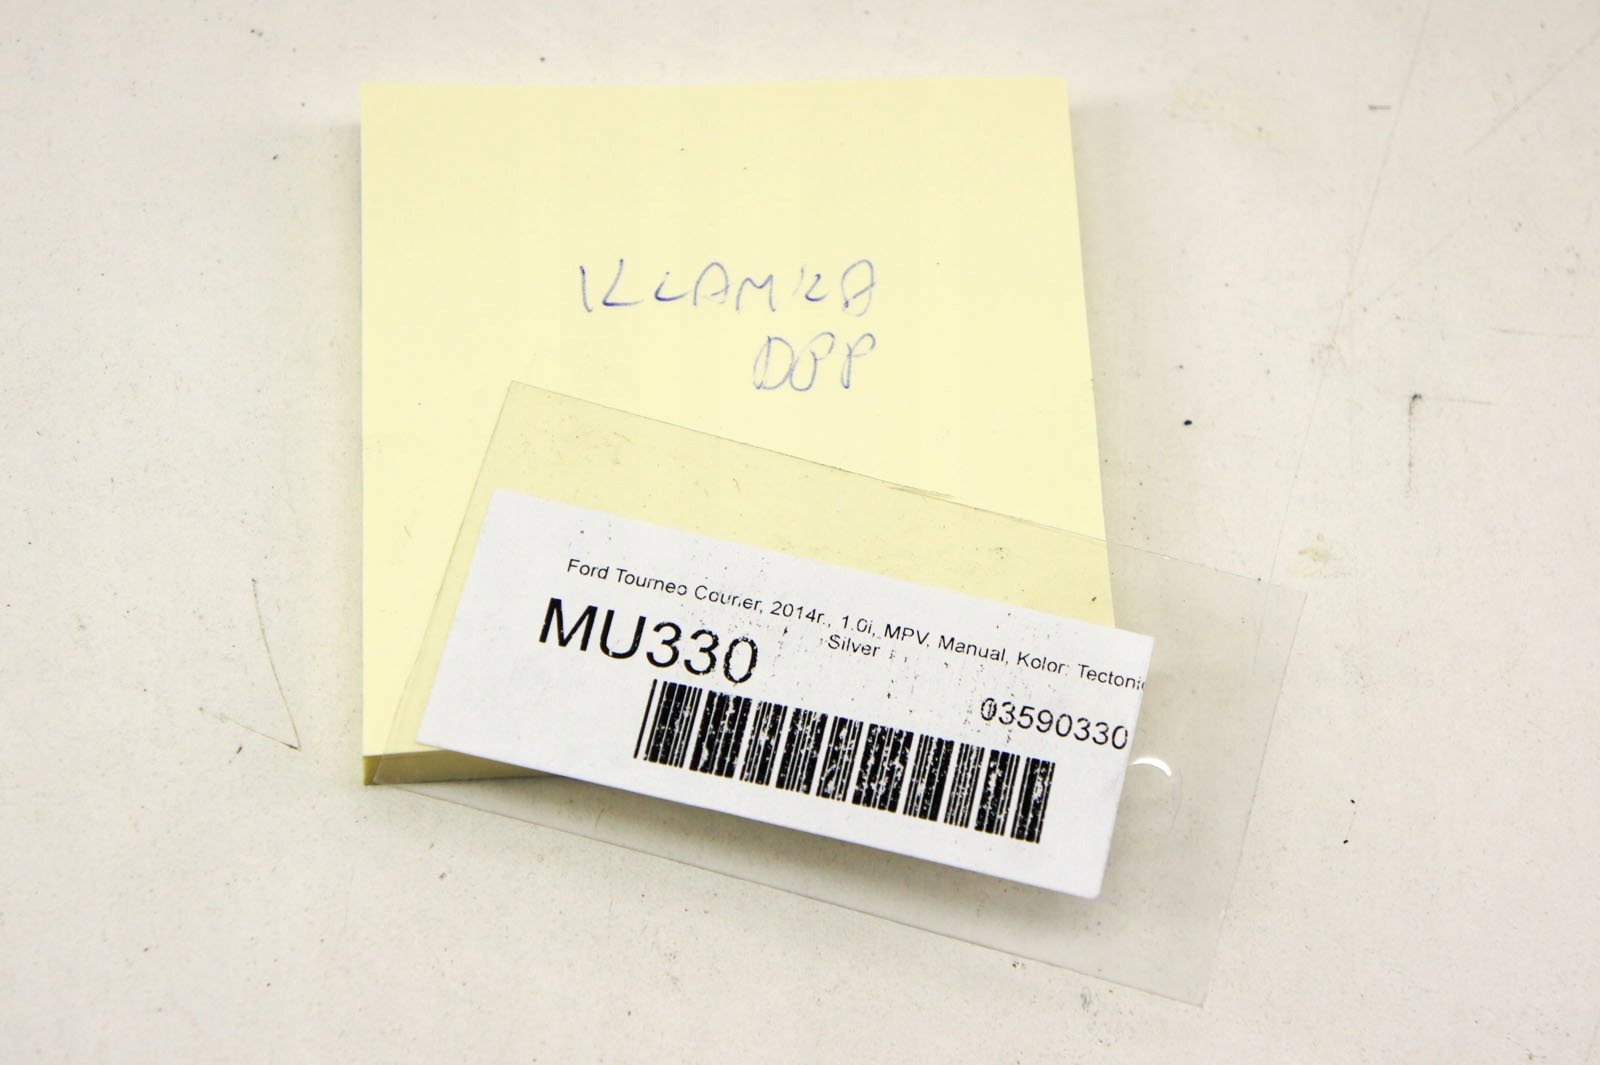 KLAMKA
DPP
Ford Tourneo Courier, 2014r., 1.0i, MPV, Manual, Kolor: Tectonic
Silver
MU330
03590330